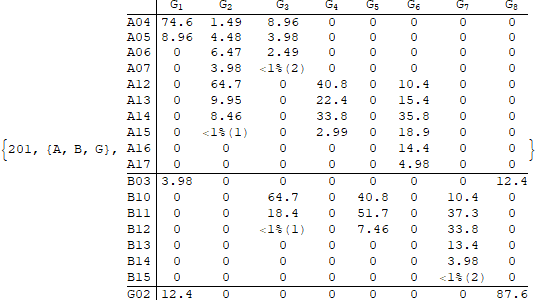 G₁ G₂ G₃ G₄ G₅ G₆ G₇ G₈
A04 74.6 1.49 8.96 0 0 0 0 0
A05 8.96 4.48 3.98 0 0 0 0 0
A06 0 6.47 2.49 0 0 0 0 0
A07 0 3.98 <1%(2) 0 0 0 0 0
A12 0 64.7 0 40.8 0 10.4 0 0
A13 0 9.95 0 22.4 0 15.4 0 0
A14 0 8.46 0 33.8 0 35.8 0 0
A15 0 <1%(1) 0 2.99 0 18.9 0 0
{201, {A, B, G}, A16 0 0 0 0 0 14.4 0 0 }
A17 0 0 0 0 0 4.98 0 0
B03 3.98 0 0 0 0 0 0 12.4
B10 0 0 64.7 0 40.8 0 10.4 0
B11 0 0 18.4 0 51.7 0 37.3 0
B12 0 0 <1%(1) 0 7.46 0 33.8 0
B13 0 0 0 0 0 0 13.4 0
B14 0 0 0 0 0 0 3.98 0
B15 0 0 0 0 0 0 <1%(2) 0
G02 12.4 0 0 0 0 0 0 87.6